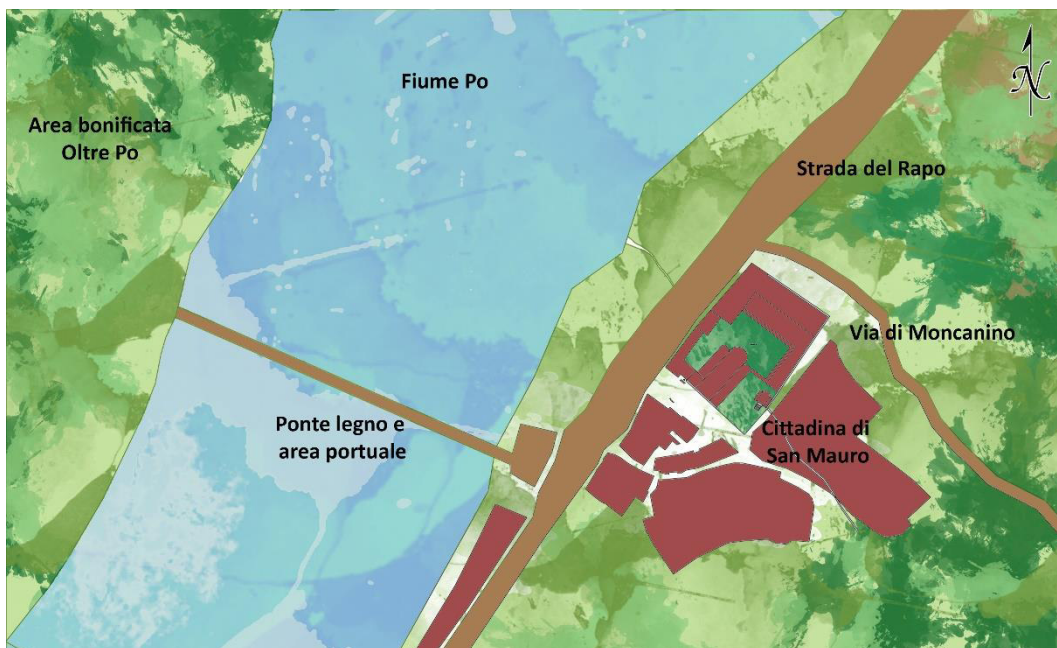 Fiume Po
N
Area bonificata
Oltre Po
Strada del Rapo
Via di Moncanino
Ponte legno e
area portuale
Cittadina di
San Mauro